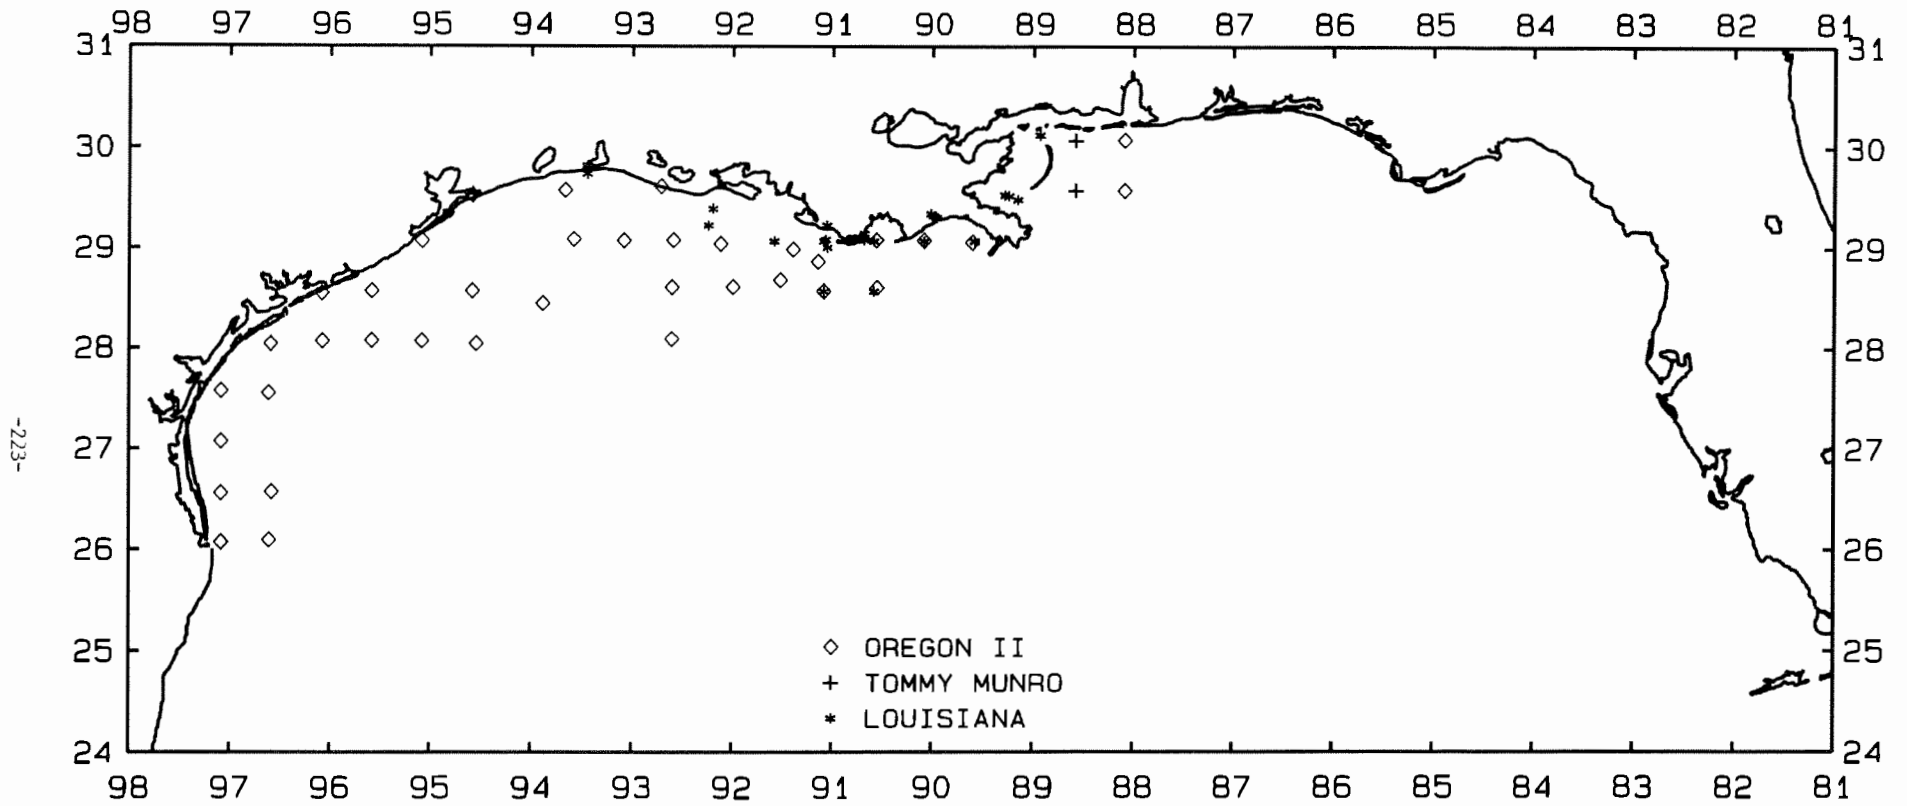 98 97 96 95 94 93 92 91 90 89 88 87 86 85 84 83 82 81
31 31
30 30
29 29
28 28
-223-
27 27
26 26
25 25
◇ OREGON II
+ TOMMY MUNRO
* LOUISIANA
24 24
98 97 96 95 94 93 92 91 90 89 88 87 86 85 84 83 82 81